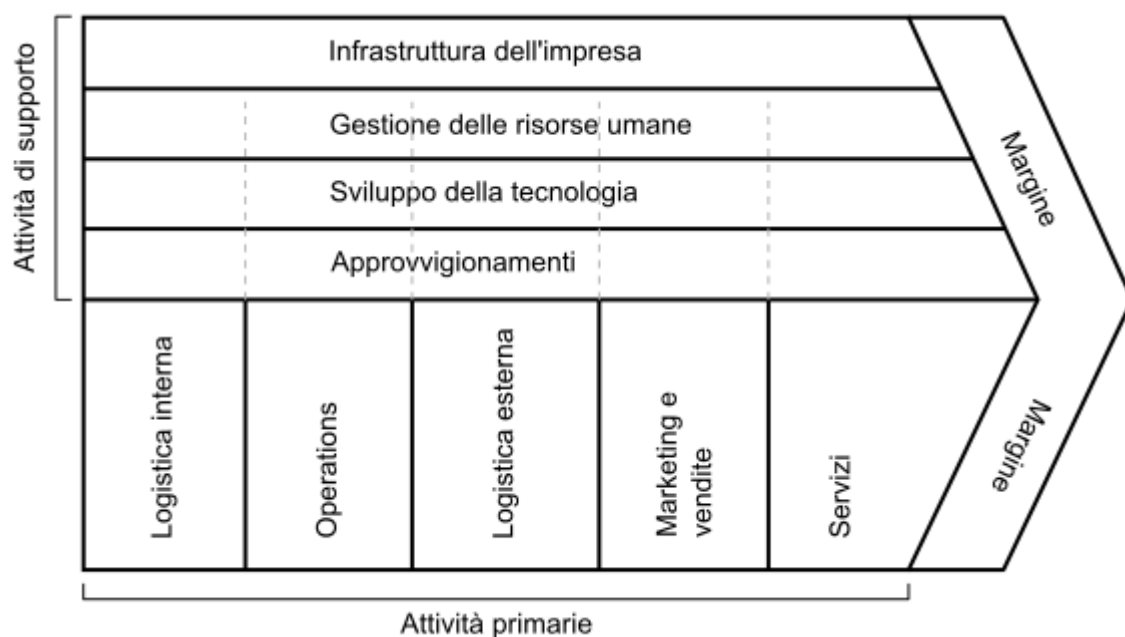 Attività di supporto
Infrastruttura dell'impresa
Gestione delle risorse umane
Sviluppo della tecnologia
Approvvigionamenti
Margine
Logistica interna
Operations
Logistica esterna
Marketing e
vendite
Servizi
Margine
Attività primarie